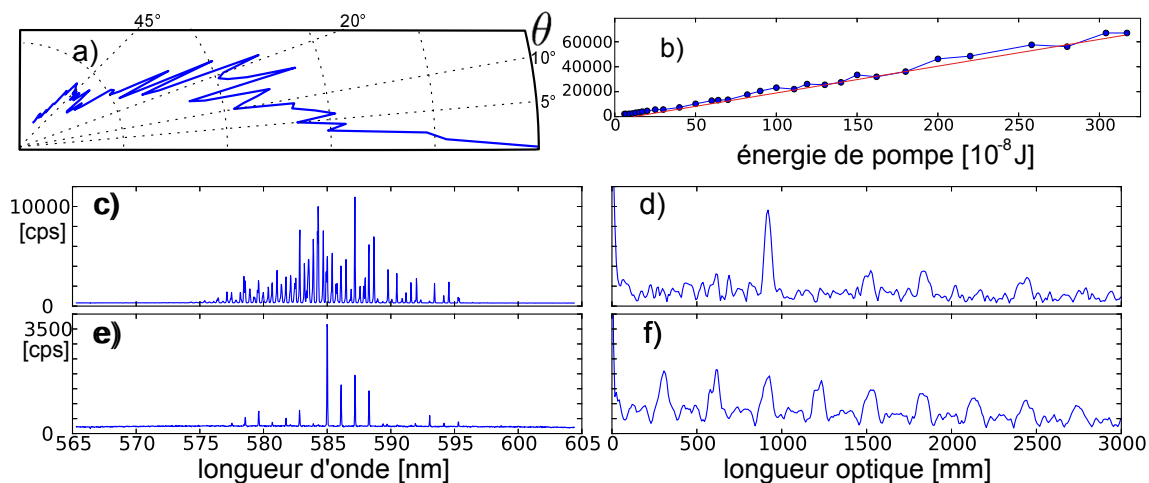 45° 20° θ
a)
10°
5°
b)
60000
40000
20000
0
0 50 100 150 200 250 300
énergie de pompe [10⁻⁸J]
c)
10000
[cps]
0
d)
e)
3500
[cps]
0
f)
565 570 575 580 585 590 595 600 605
longueur d'onde [nm]
0 500 1000 1500 2000 2500 3000
longueur optique [mm]